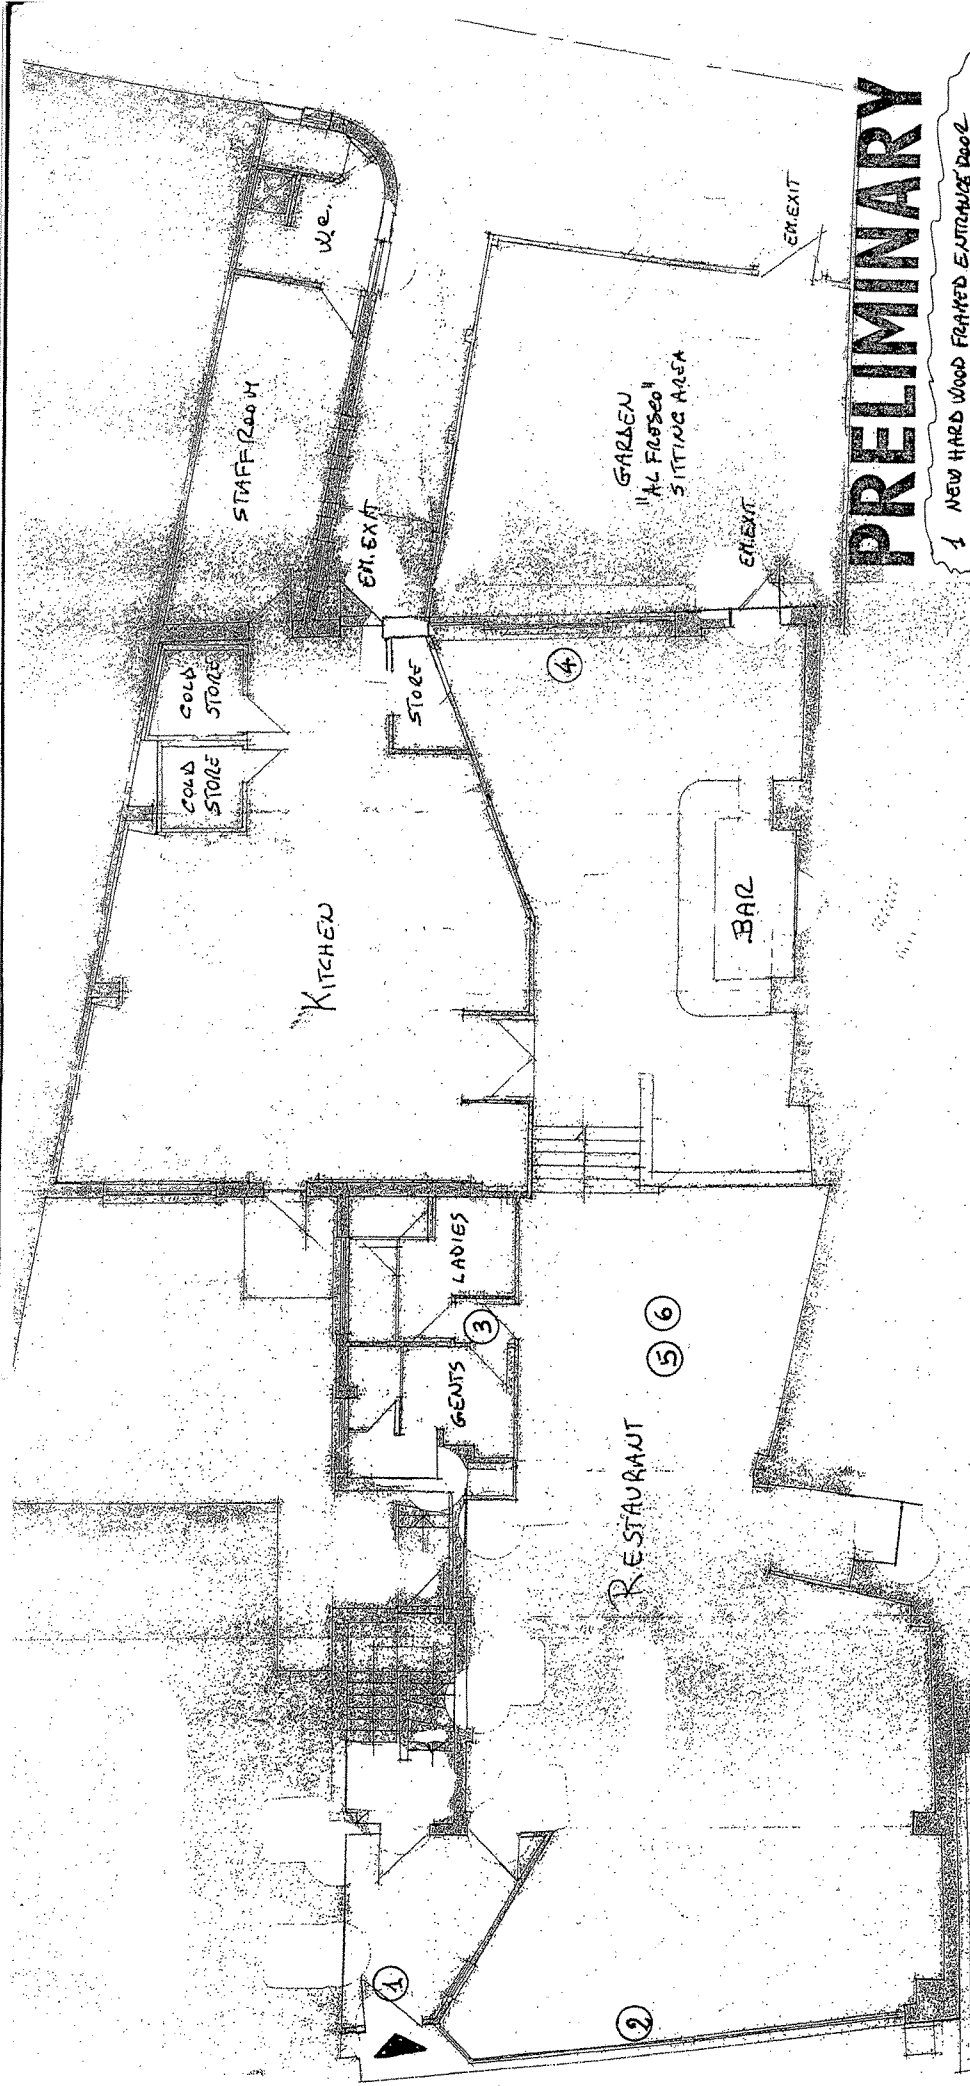 W.C.
STAFF ROOM
EM.EXIT
COLD
STORE
COLD
STORE
STORE
KITCHEN
GARDEN
"AL FRESCO"
SITTING AREA
EM.EXIT
EM.EXIT
4
BAR
LADIES
3
GENTS
5 6
RESTAURANT
1
2
PRELIMINARY
1 NEW HARD WOOD FRAMED ENTRANCE DOOR